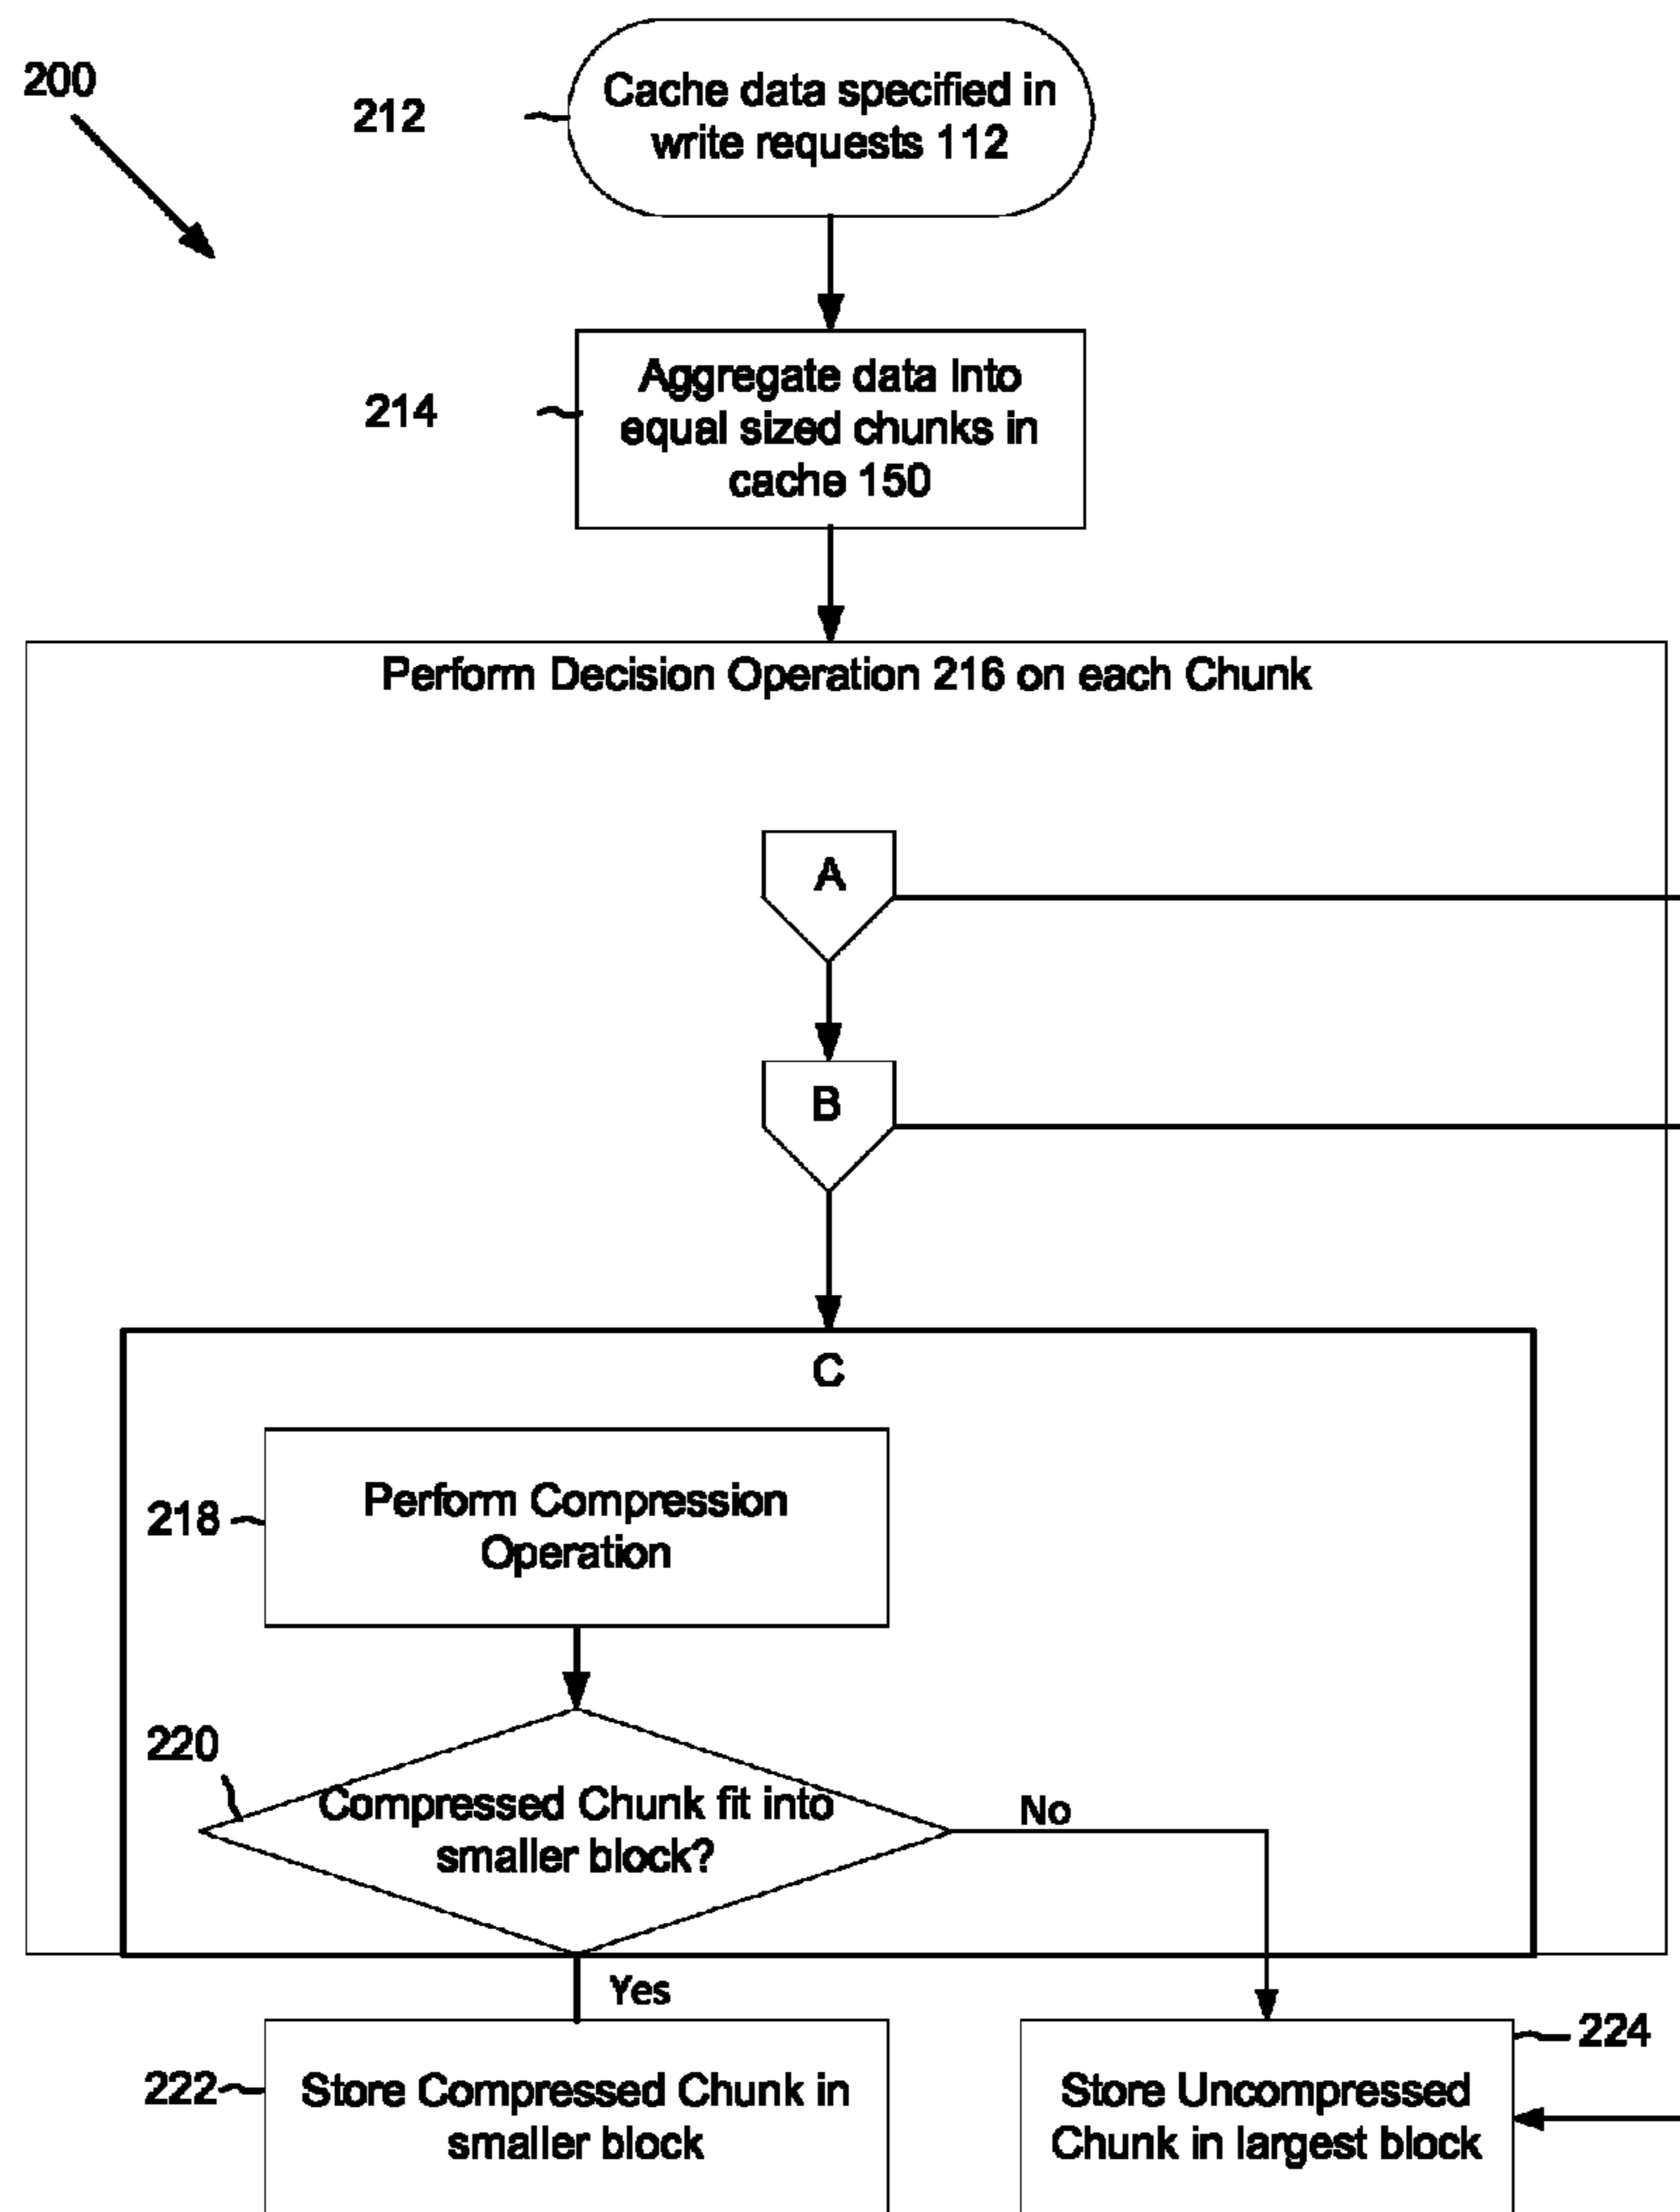 200
212
Cache data specified in
write requests 112
214
Aggregate data into
equal sized chunks in
cache 150
Perform Decision Operation 216 on each Chunk
A
B
C
218
Perform Compression
Operation
220
Compressed Chunk fit into
smaller block?
No
Yes
222
Store Compressed Chunk in
smaller block
224
Store Uncompressed
Chunk in largest block